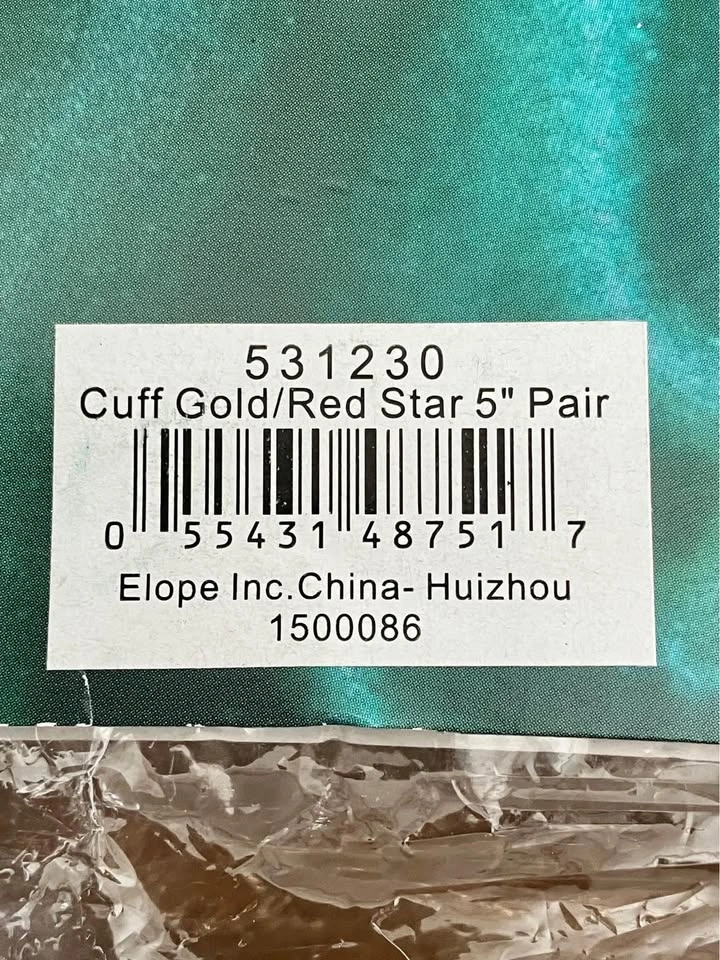 531230
Cuff Gold/Red Star 5" Pair
0 55431 48751 7
Elope Inc.China- Huizhou
1500086